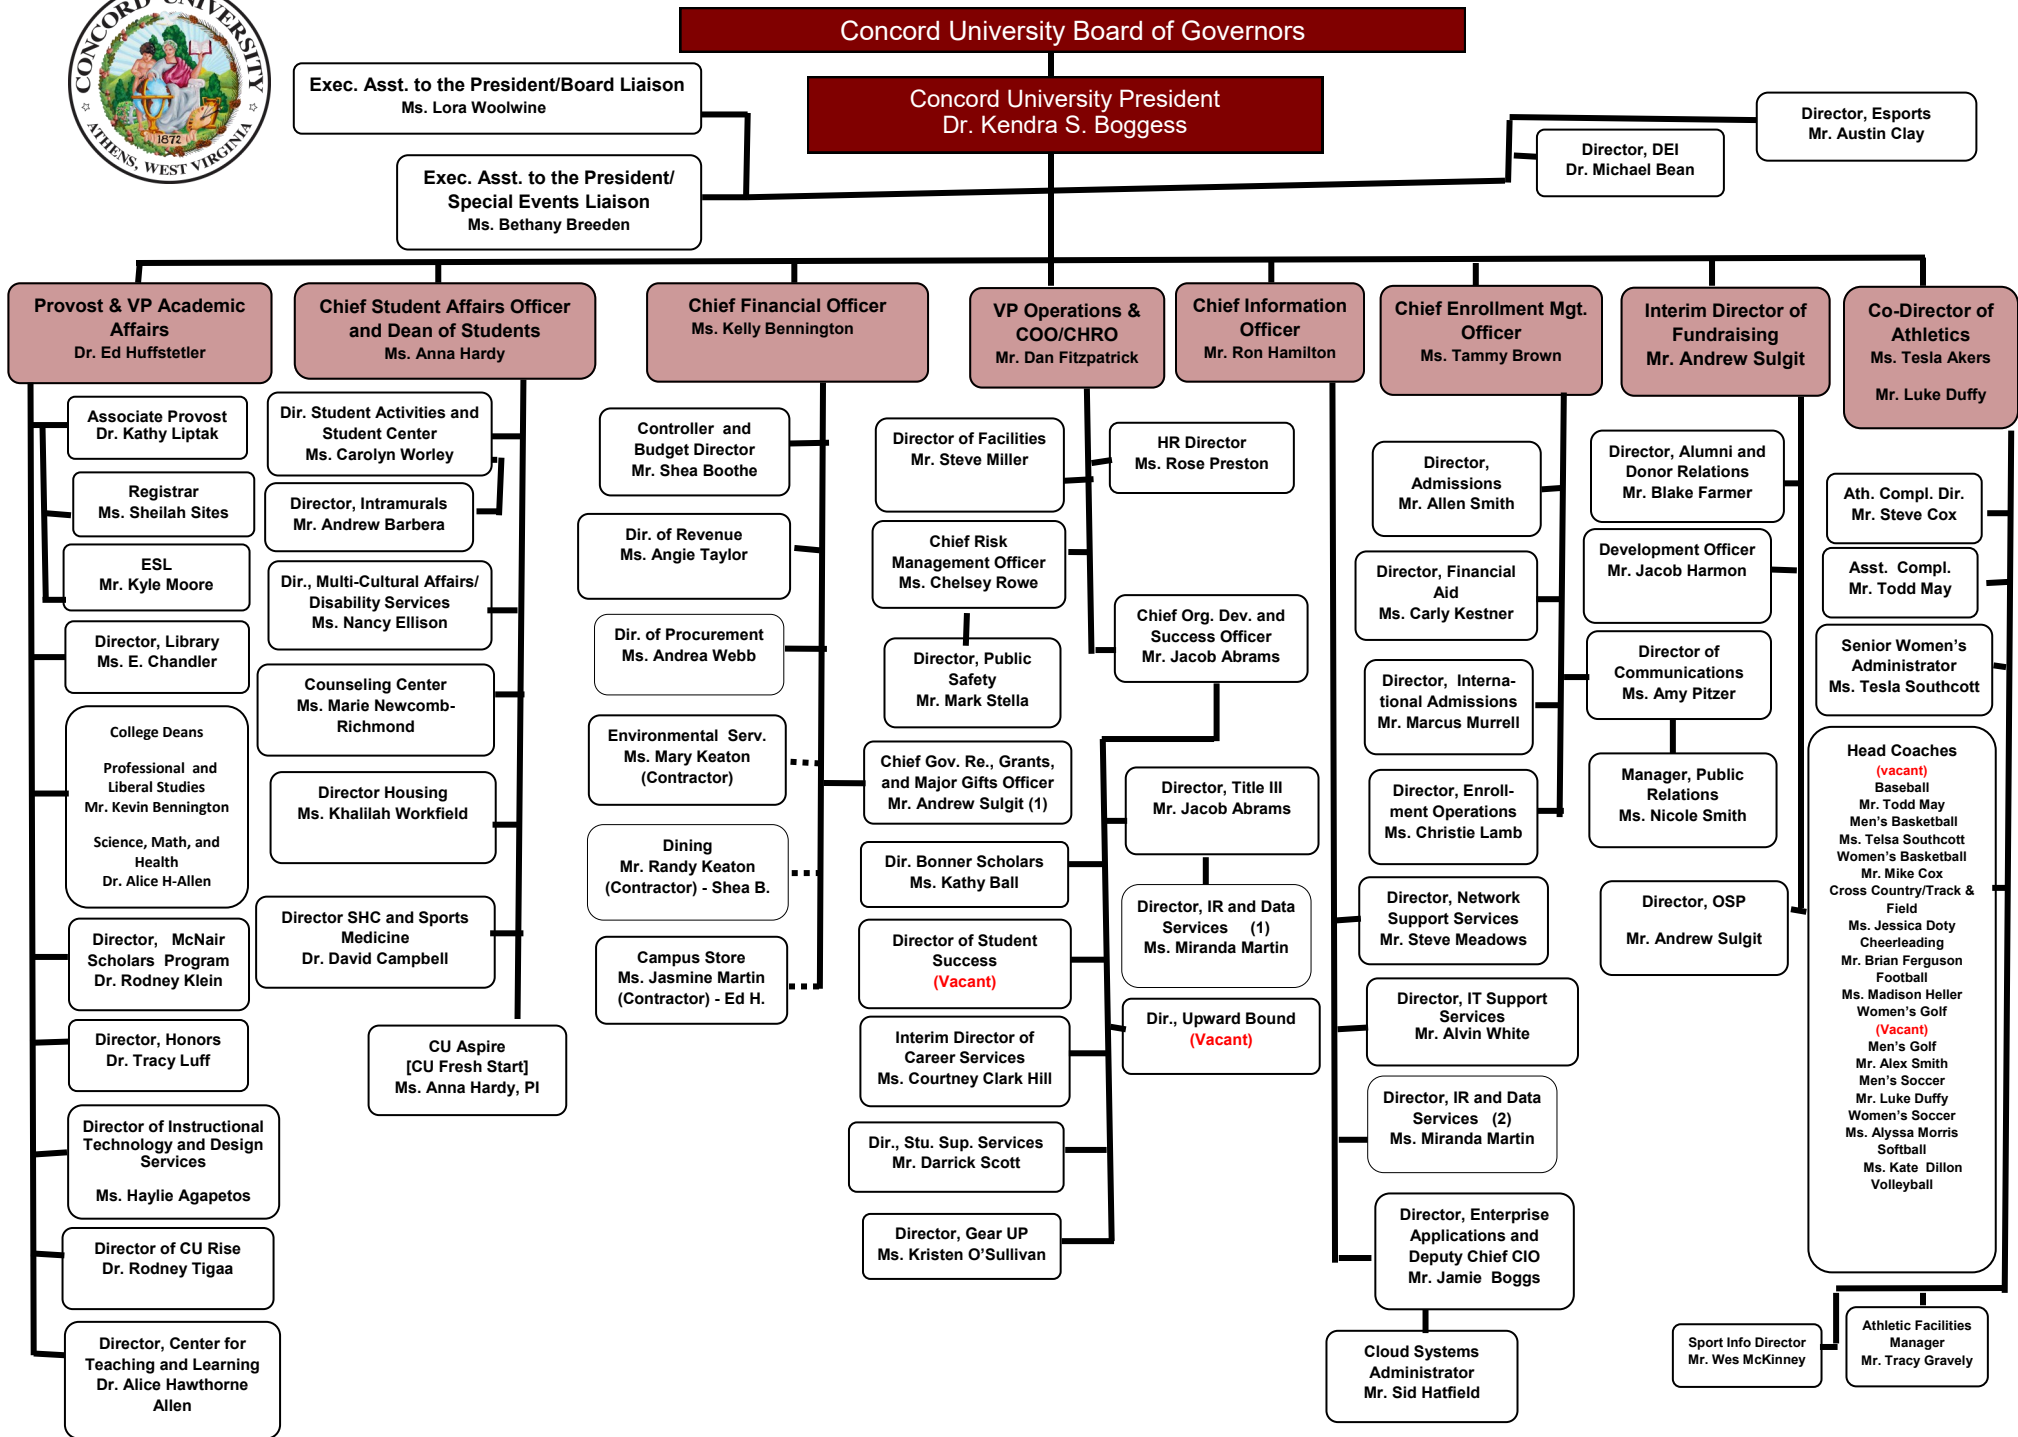 CONCORD UNIVERSITY
1872
ATHENS, WEST VIRGINIA
Concord University Board of Governors
Concord University President
Dr. Kendra S. Boggess
Exec. Asst. to the President/Board Liaison
Ms. Lora Woolwine
Exec. Asst. to the President/
Special Events Liaison
Ms. Bethany Breeden
Director, DEI
Dr. Michael Bean
Director, Esports
Mr. Austin Clay
Provost & VP Academic
Affairs
Dr. Ed Huffstetler
Associate Provost
Dr. Kathy Liptak
Registrar
Ms. Sheilah Sites
ESL
Mr. Kyle Moore
Director, Library
Ms. E. Chandler
College Deans
Professional and
Liberal Studies
Mr. Kevin Bennington
Science, Math, and
Health
Dr. Alice H-Allen
Director, McNair
Scholars Program
Dr. Rodney Klein
Director, Honors
Dr. Tracy Luff
Director of Instructional
Technology and Design
Services
Ms. Haylie Agapetos
Director of CU Rise
Dr. Rodney Tigaa
Director, Center for
Teaching and Learning
Dr. Alice Hawthorne
Allen
Chief Student Affairs Officer
and Dean of Students
Ms. Anna Hardy
Dir. Student Activities and
Student Center
Ms. Carolyn Worley
Director, Intramurals
Mr. Andrew Barbera
Dir., Multi-Cultural Affairs/
Disability Services
Ms. Nancy Ellison
Counseling Center
Ms. Marie Newcomb-
Richmond
Director Housing
Ms. Khalilah Workfield
Director SHC and Sports
Medicine
Dr. David Campbell
CU Aspire
[CU Fresh Start]
Ms. Anna Hardy, PI
Chief Financial Officer
Ms. Kelly Bennington
Controller and
Budget Director
Mr. Shea Boothe
Dir. of Revenue
Ms. Angie Taylor
Dir. of Procurement
Ms. Andrea Webb
Environmental Serv.
Ms. Mary Keaton
(Contractor)
Dining
Mr. Randy Keaton
(Contractor) - Shea B.
Campus Store
Ms. Jasmine Martin
(Contractor) - Ed H.
Chief Gov. Re., Grants,
and Major Gifts Officer
Mr. Andrew Sulgit (1)
VP Operations &
COO/CHRO
Mr. Dan Fitzpatrick
Director of Facilities
Mr. Steve Miller
HR Director
Ms. Rose Preston
Chief Risk
Management Officer
Ms. Chelsey Rowe
Director, Public
Safety
Mr. Mark Stella
Chief Org. Dev. and
Success Officer
Mr. Jacob Abrams
Director, Title III
Mr. Jacob Abrams
Director, IR and Data
Services (1)
Ms. Miranda Martin
Dir. Bonner Scholars
Ms. Kathy Ball
Director of Student
Success
(Vacant)
Dir., Upward Bound
(Vacant)
Interim Director of
Career Services
Ms. Courtney Clark Hill
Dir., Stu. Sup. Services
Mr. Darrick Scott
Director, Gear UP
Ms. Kristen O'Sullivan
Chief Information
Officer
Mr. Ron Hamilton
Director, Network
Support Services
Mr. Steve Meadows
Director, IT Support
Services
Mr. Alvin White
Director, IR and Data
Services (2)
Ms. Miranda Martin
Director, Enterprise
Applications and
Deputy Chief CIO
Mr. Jamie Boggs
Cloud Systems
Administrator
Mr. Sid Hatfield
Chief Enrollment Mgt.
Officer
Ms. Tammy Brown
Director,
Admissions
Mr. Allen Smith
Director, Financial
Aid
Ms. Carly Kestner
Director, Interna-
tional Admissions
Mr. Marcus Murrell
Director, Enroll-
ment Operations
Ms. Christie Lamb
Director of
Communications
Ms. Amy Pitzer
Manager, Public
Relations
Ms. Nicole Smith
Interim Director of
Fundraising
Mr. Andrew Sulgit
Director, Alumni and
Donor Relations
Mr. Blake Farmer
Development Officer
Mr. Jacob Harmon
Director, OSP
Mr. Andrew Sulgit
Co-Director of
Athletics
Ms. Tesla Akers
Mr. Luke Duffy
Ath. Compl. Dir.
Mr. Steve Cox
Asst. Compl.
Mr. Todd May
Senior Women's
Administrator
Ms. Tesla Southcott
Head Coaches
(vacant)
Baseball
Mr. Todd May
Men's Basketball
Ms. Telsa Southcott
Women's Basketball
Mr. Mike Cox
Cross Country/Track &
Field
Ms. Jessica Doty
Cheerleading
Mr. Brian Ferguson
Football
Ms. Madison Heller
Women's Golf
(Vacant)
Men's Golf
Mr. Alex Smith
Men's Soccer
Mr. Luke Duffy
Women's Soccer
Ms. Alyssa Morris
Softball
Ms. Kate Dillon
Volleyball
Sport Info Director
Mr. Wes McKinney
Athletic Facilities
Manager
Mr. Tracy Gravely